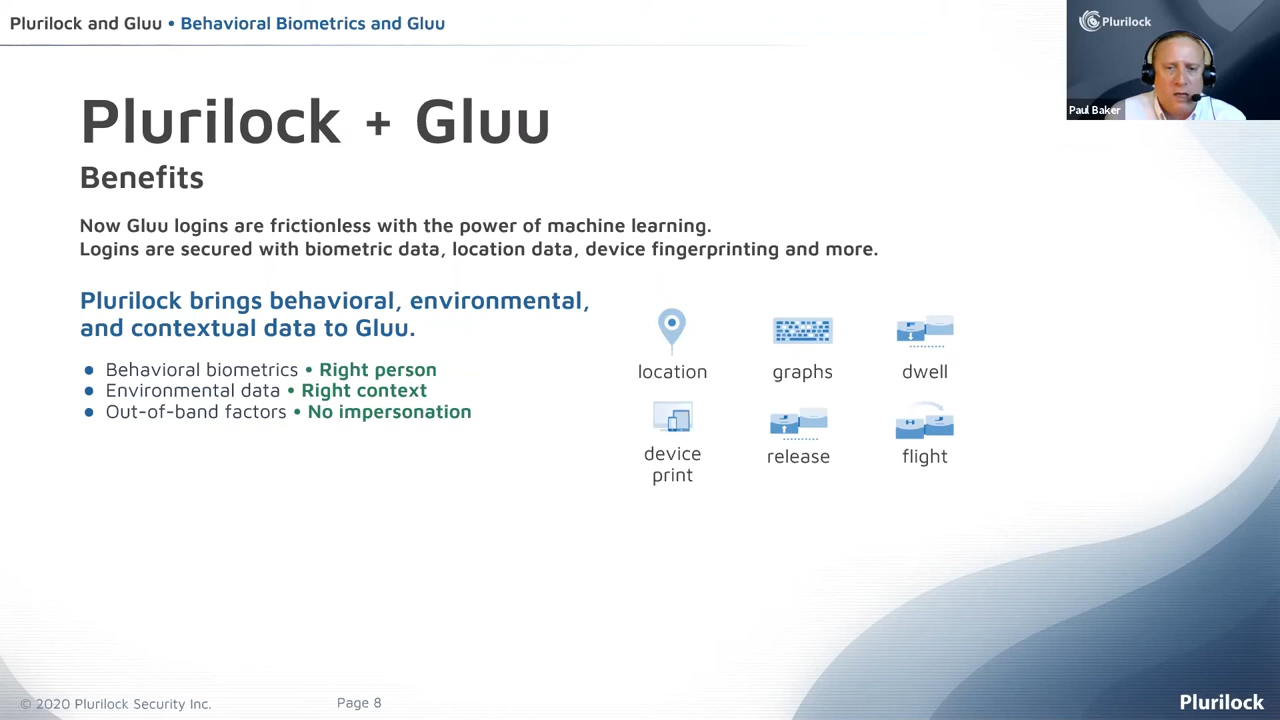 Plurilock and Gluu • Behavioral Biometrics and Gluu
Plurilock
Paul Baker
Plurilock + Gluu
Benefits
Now Gluu logins are frictionless with the power of machine learning.
Logins are secured with biometric data, location data, device fingerprinting and more.
Plurilock brings behavioral, environmental,
and contextual data to Gluu.
• Behavioral biometrics • Right person
• Environmental data • Right context
• Out-of-band factors • No impersonation
location
graphs
dwell
device
print
release
flight
© 2020 Plurilock Security Inc.
Page 8
Plurilock